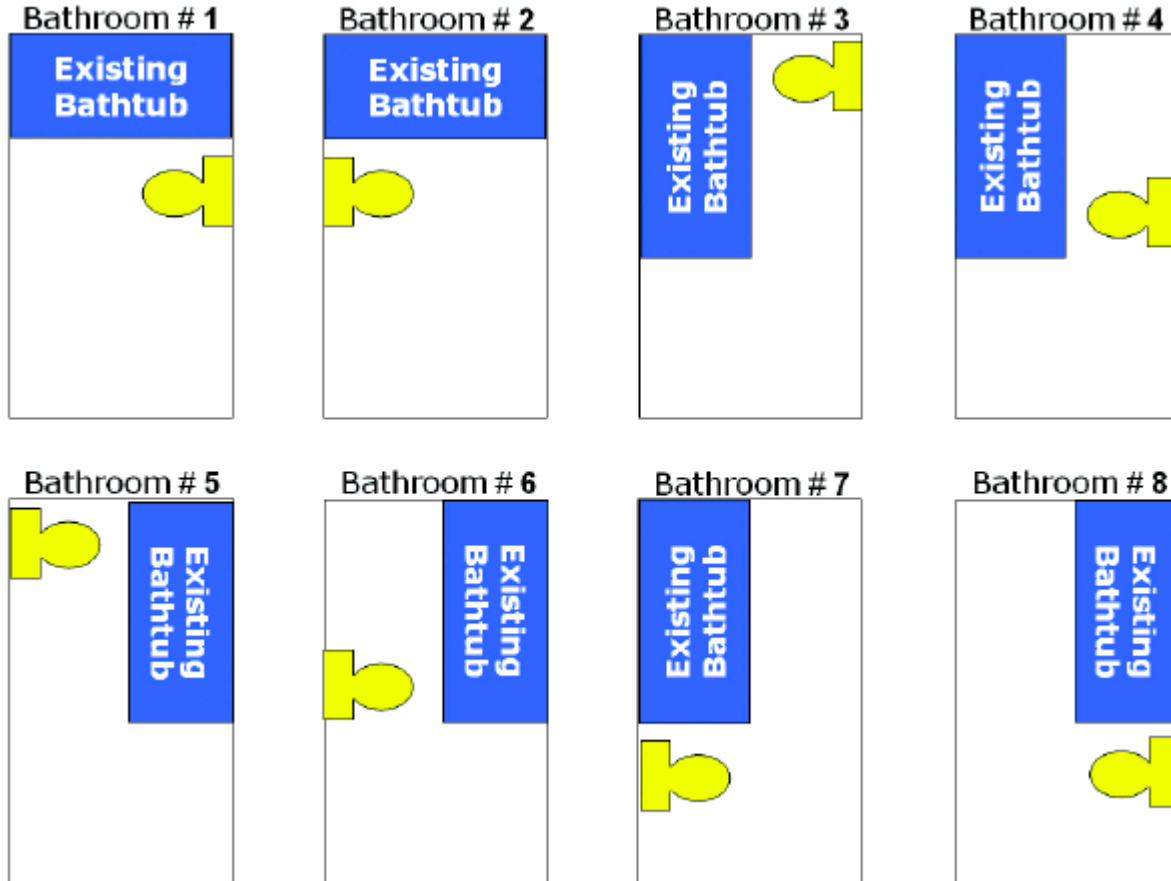 Bathroom # 1
Bathroom # 2
Bathroom # 3
Bathroom # 4
Existing
Bathtub
Existing
Bathtub
Existing
Bathtub
Existing
Bathtub
Bathroom # 5
Bathroom # 6
Bathroom # 7
Bathroom # 8
Existing
Bathtub
Existing
Bathtub
Existing
Bathtub
Existing
Bathtub